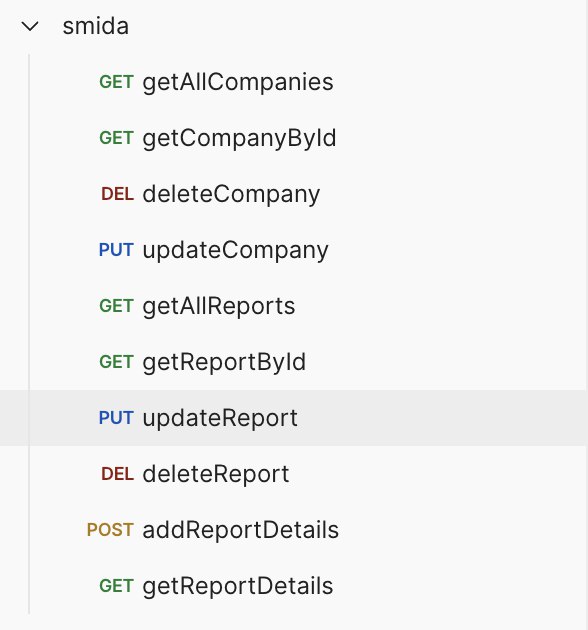 smida
GET getAllCompanies
GET getCompanyById
DEL deleteCompany
PUT updateCompany
GET getAllReports
GET getReportById
PUT updateReport
DEL deleteReport
POST addReportDetails
GET getReportDetails